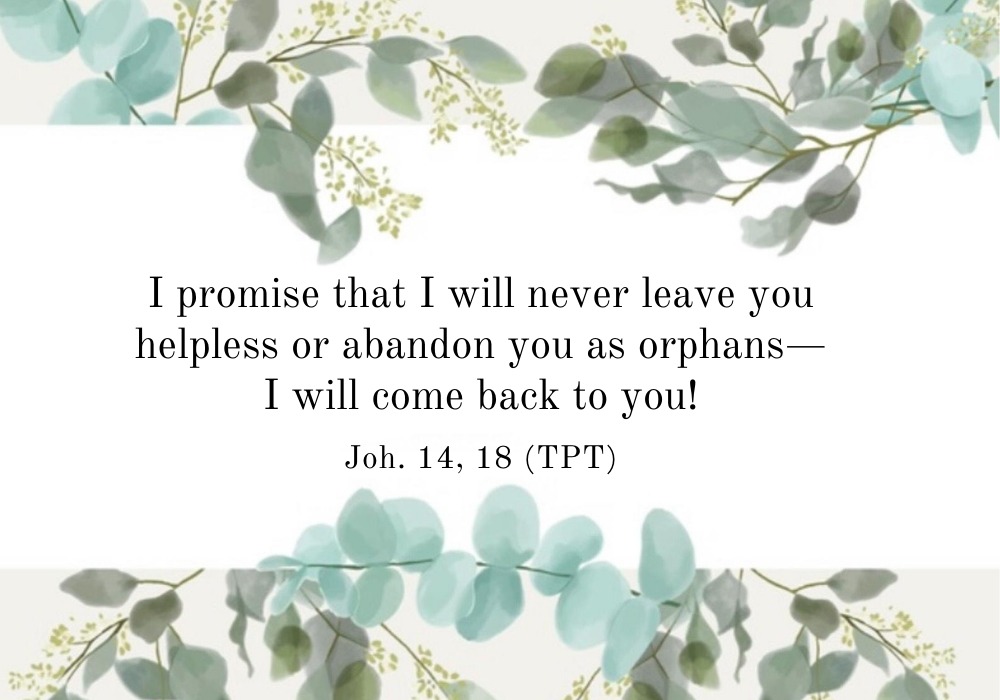 I promise that I will never leave you
helpless or abandon you as orphans—
I will come back to you!
Joh. 14, 18 (TPT)